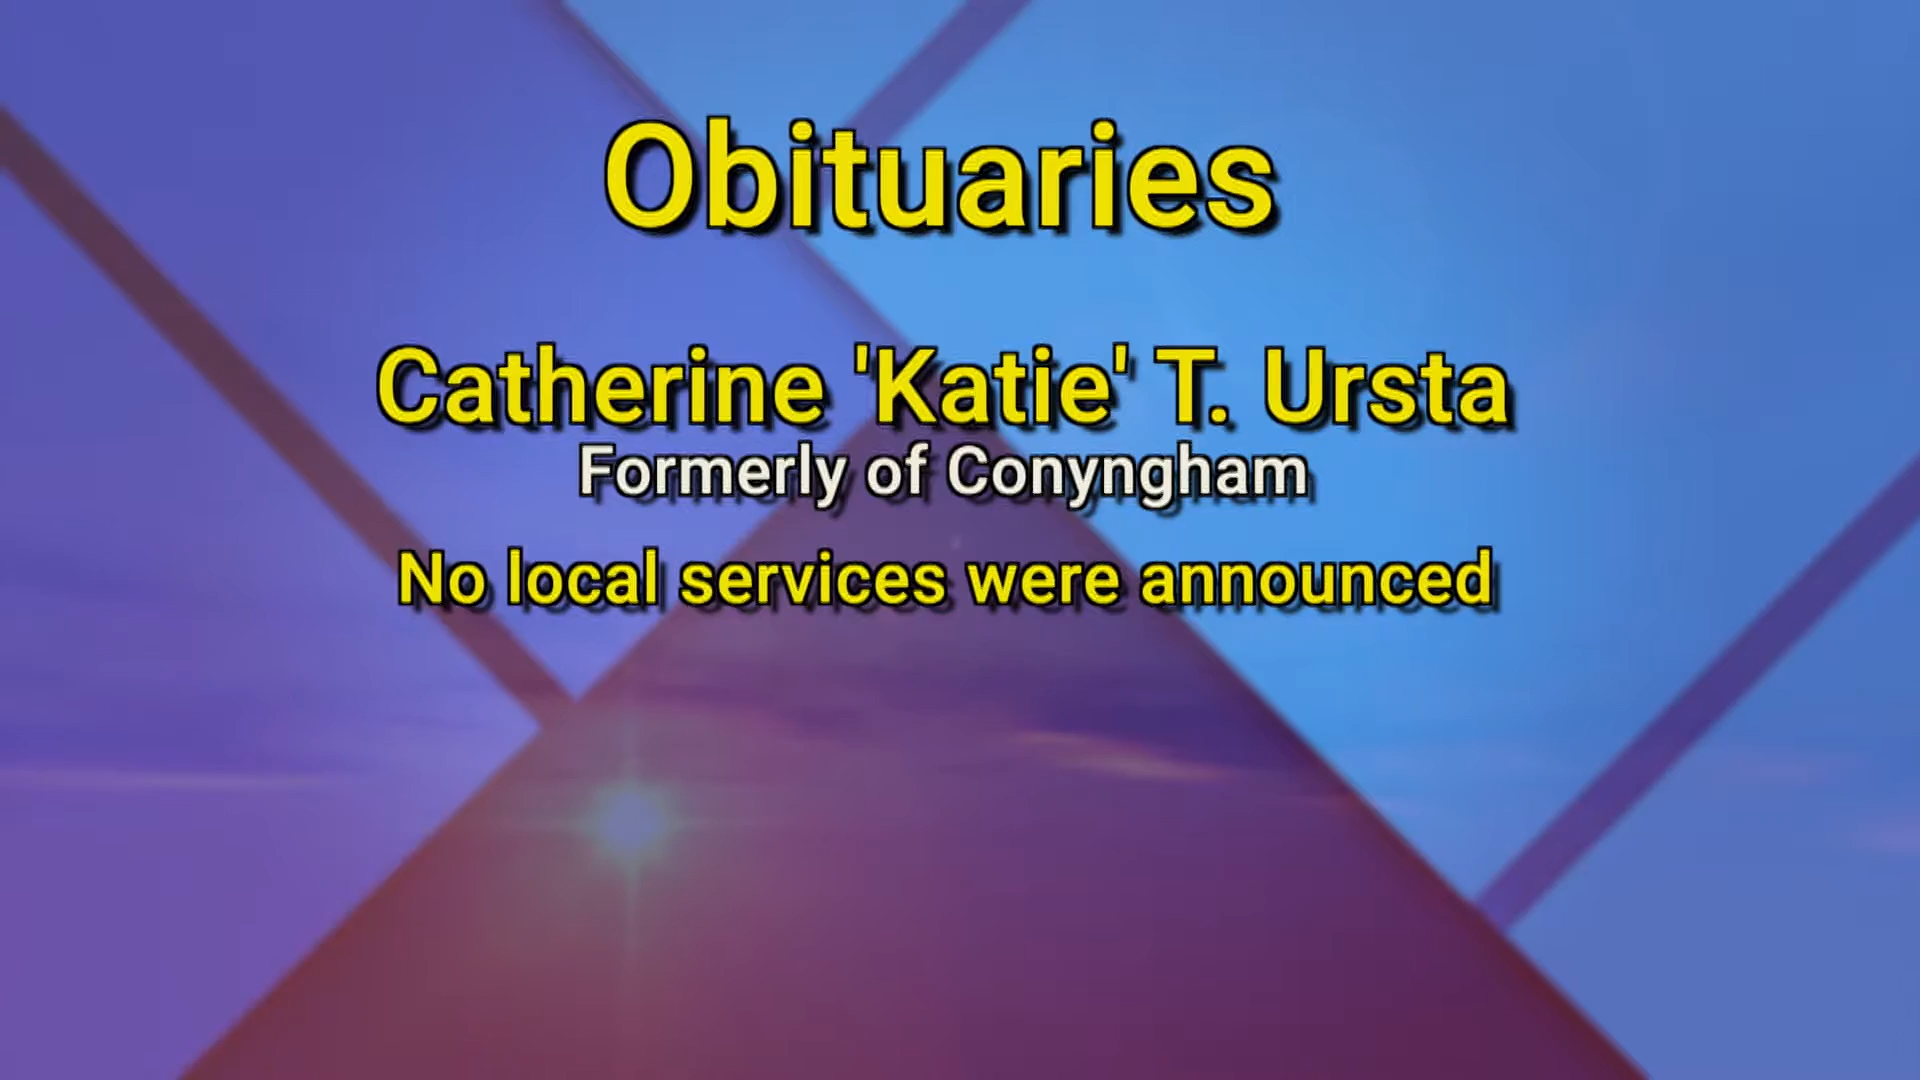 Obituaries
Catherine 'Katie' T. Ursta
Formerly of Conyngham
No local services were announced